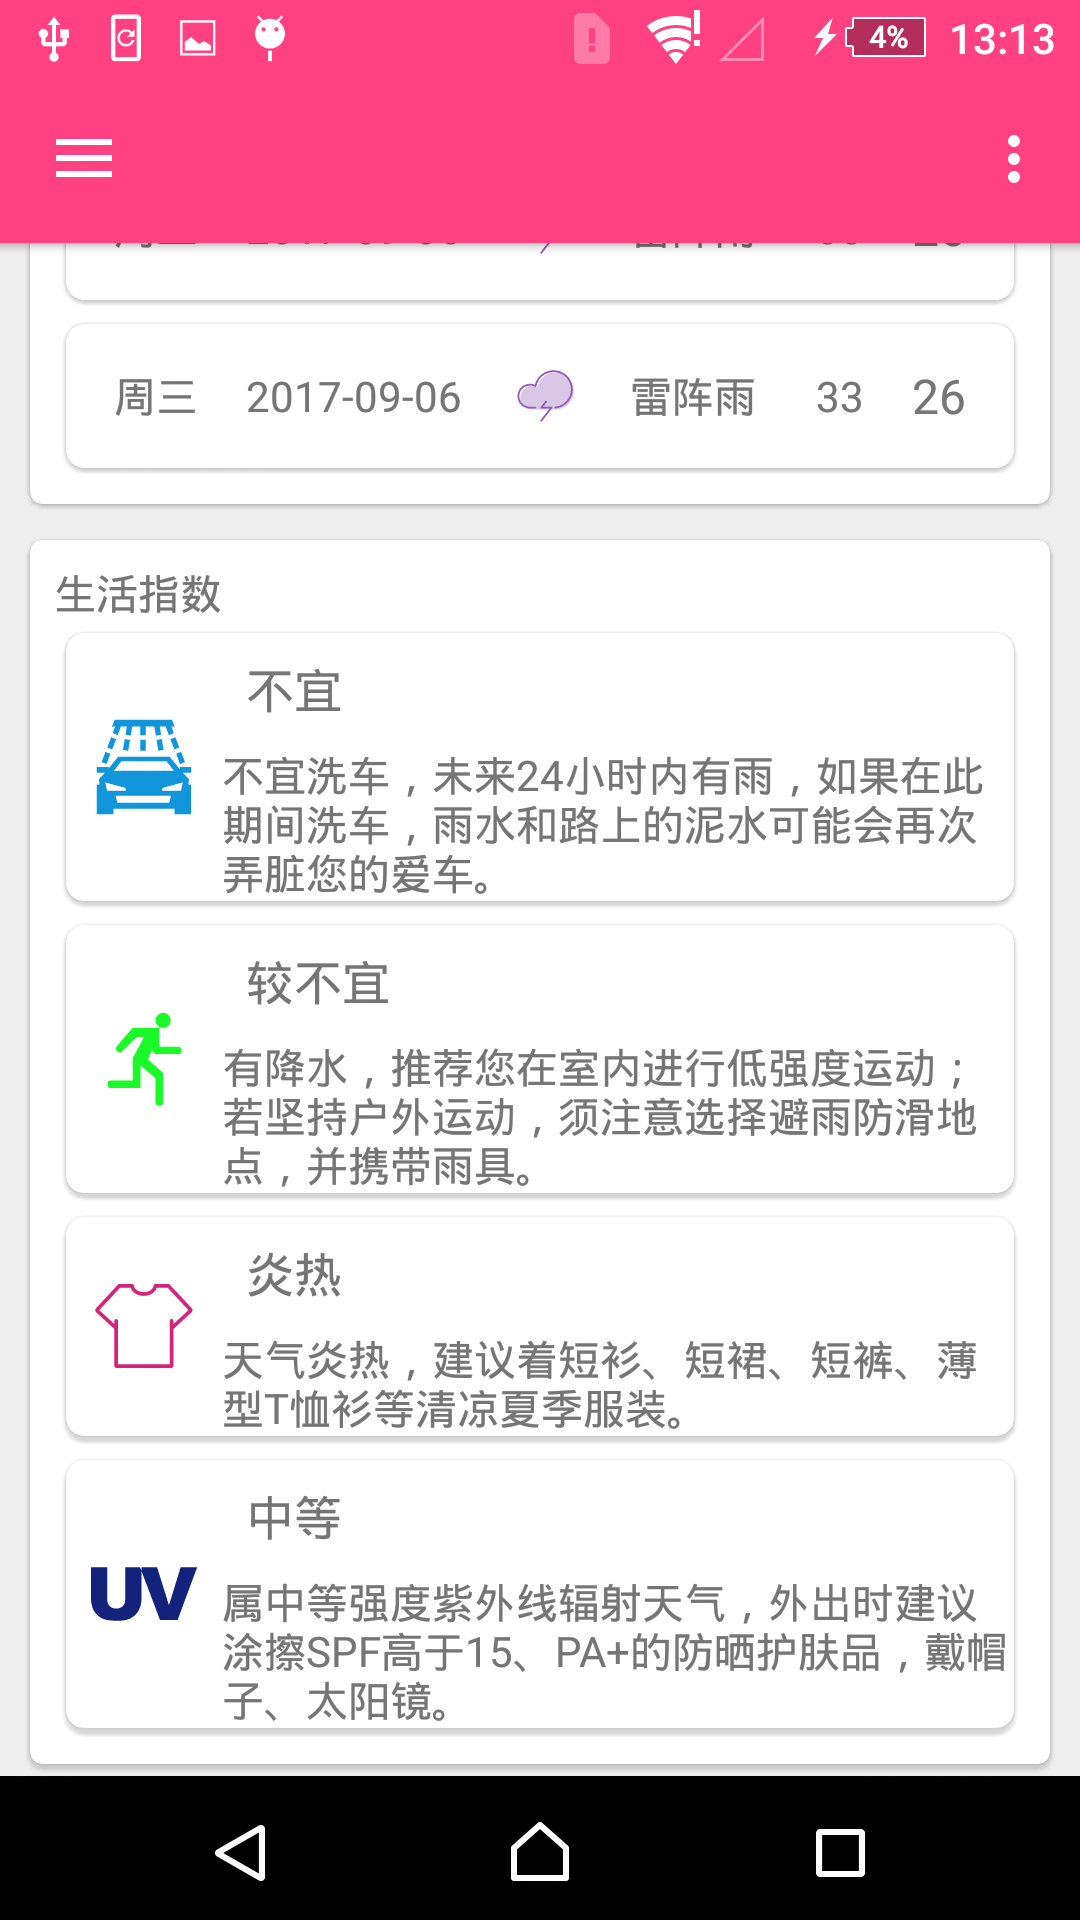 4% 13:13
周三 2017-09-06 雷阵雨 33 26
生活指数
不宜
不宜洗车，未来24小时内有雨，如果在此
期间洗车，雨水和路上的泥水可能会再次
弄脏您的爱车。
较不宜
有降水，推荐您在室内进行低强度运动；
若坚持户外运动，须注意选择避雨防滑地
点，并携带雨具。
炎热
天气炎热，建议着短衫、短裙、短裤、薄
型T恤衫等清凉夏季服装。
中等
UV
属中等强度紫外线辐射天气，外出时建议
涂擦SPF高于15、PA+的防晒护肤品，戴帽
子、太阳镜。